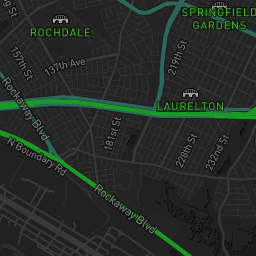 SPRINGFIELD
GARDENS
ROCHDALE
157th St
137th Ave
219th St
LAURELTON
Rockaway Blvd
181st St
N Boundary Rd
228th St
232nd St
Rockaway Blvd